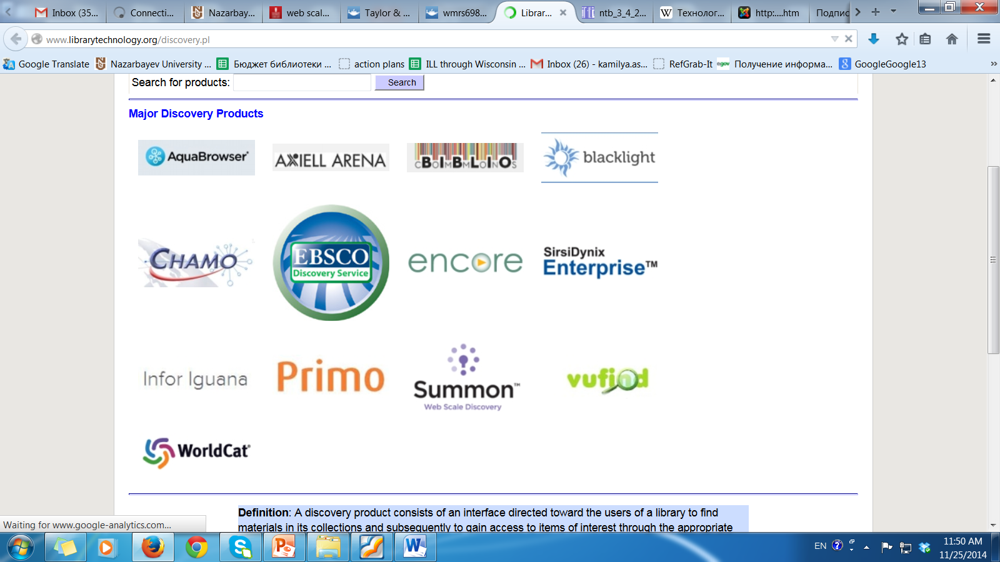 Inbox (35...
Connecti...
Nazarbay...
web scal...
Taylor & ...
wmrs698...
Librar...
ntb_3_4_2...
Технолог...
http:....htm
Подпис
www.librarytechnology.org/discovery.pl
Google Translate
Nazarbayev University ...
Бюджет библиотеки ...
action plans
ILL through Wisconsin ...
Inbox (26) - kamilya.as...
RefGrab-It
egov
Получение информа...
GoogleGoogle13
Search for products:
Search
Major Discovery Products
AquaBrowser
AXIELL ARENA
BIBLIO
COMMONS
blacklight
CHAMO
EBSCO
Discovery Service
encore
SirsiDynix
Enterprise™
Infor Iguana
Primo
Summon™
Web Scale Discovery
vufind
WorldCat
Definition: A discovery product consists of an interface directed toward the users of a library to find
materials in its collections and subsequently to gain access to items of interest through the appropriate
Waiting for www.google-analytics.com...
EN
11:50 AM
11/25/2014